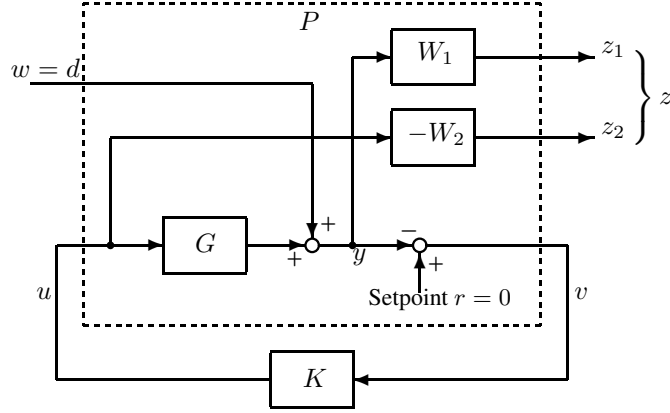 P
W₁
z₁
w = d
z
−W₂
z₂
+
G
−
+
y
+
Setpoint r = 0
u
v
K